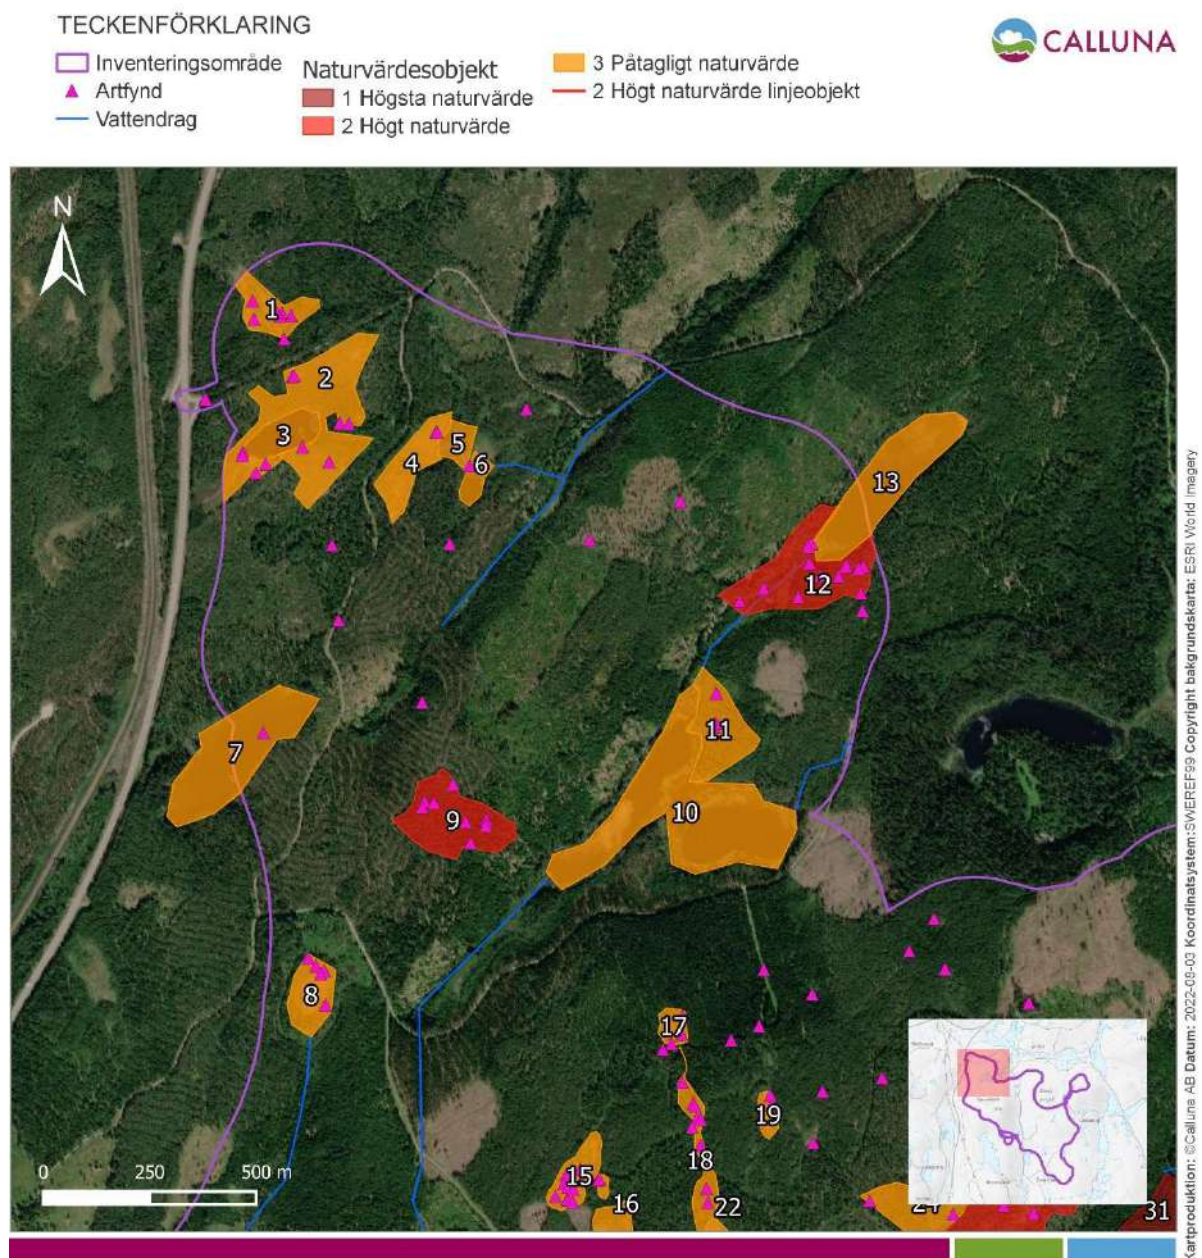 TECKENFÖRKLARING
Inventeringsområde
Artfynd
Vattendrag
Naturvärdesobjekt
1 Högsta naturvärde
2 Högt naturvärde
3 Påtagligt naturvärde
2 Högt naturvärde linjeobjekt
CALLUNA
N
1
2
3
4
5
6
7
8
9
10
11
12
13
15
16
17
18
19
22
24
31
0 250 500 m
Kartproduktion: ©Calluna AB Datum: 2022-09-03 Koordinatsystem:SWEREF99 Copyright bakgrundskarta: ESRI World Imagery